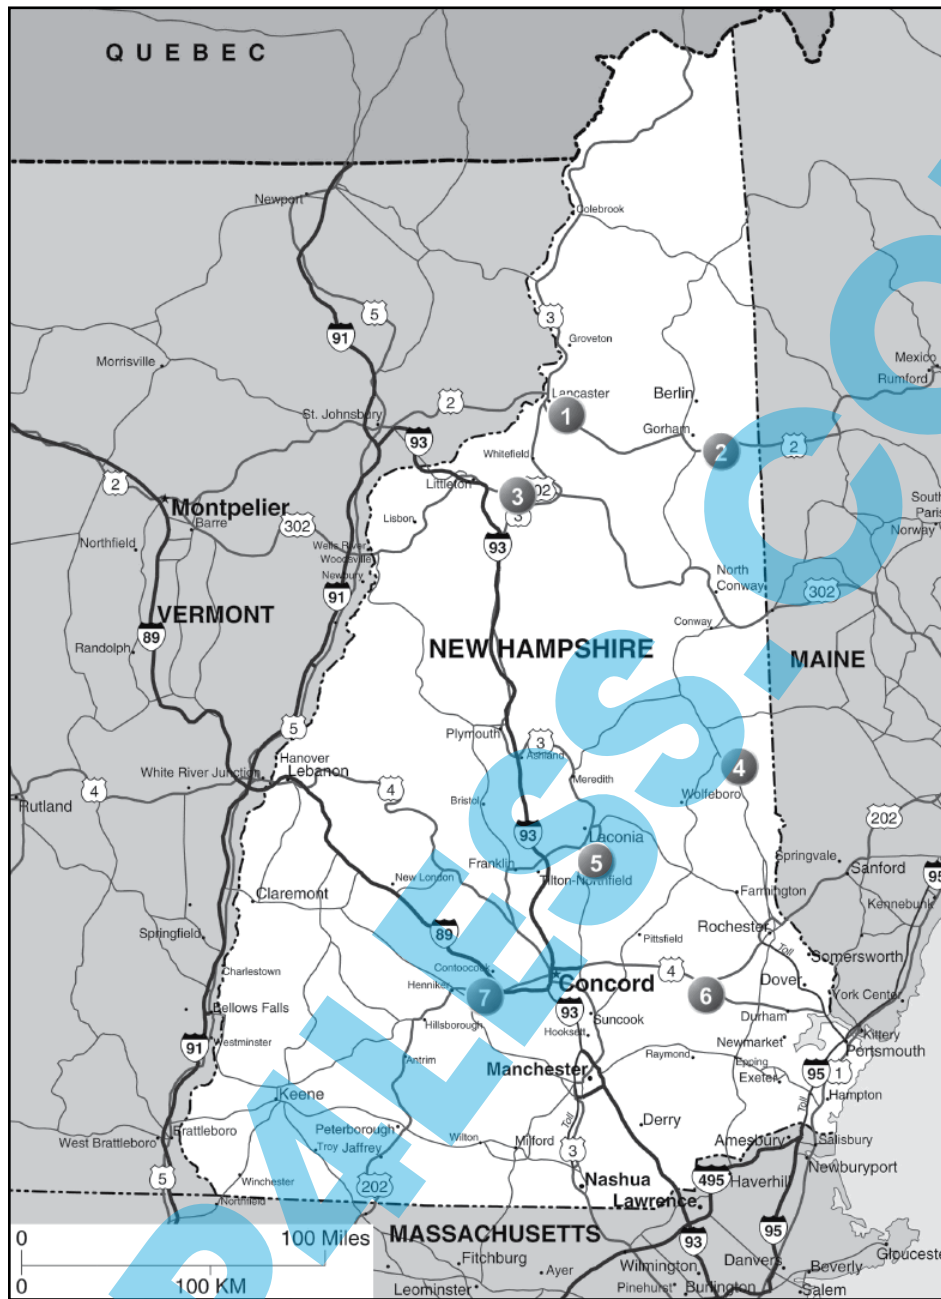 QUEBEC
Newport
Colebrook
5
3
91
Groveton
Morrisville
Mexico
Rumford
Lancaster
Berlin
2
1
St. Johnsbury
Gorham
93
2
2
Whitefield
Littleton
3
302
2
Montpelier
Lisbon
3
South Paris
Barre
302
Norway
Northfield
93
Wells River
Woodsville
Newbury
North Conway
91
302
VERMONT
Conway
89
Randolph
NEW HAMPSHIRE
MAINE
5
Plymouth
3
Ashland
Hanover
4
White River Junction
Lebanon
Meredith
4
4
Bristol
Wolfeboro
Rutland
202
93
Laconia
5
Springvale
Franklin
Tilton-Northfield
Sanford
95
New London
Claremont
Farmington
Kennebunk
89
Rochester
Springfield
Pittsfield
Toll
Somersworth
Charlestown
Contoocook
4
Dover
Concord
Henniker
7
6
York Center
Bellows Falls
93
Suncook
Durham
Hillsborough
Hooksett
Kittery
Westminster
Newmarket
Portsmouth
91
Antrim
Raymond
Epping
Manchester
Exeter
95
1
Keene
Toll
Toll
Hampton
Derry
Brattleboro
Peterborough
West Brattleboro
Troy
Jaffrey
Wilton
Milford
Amesbury
Salisbury
3
Newburyport
5
Winchester
202
Nashua
495
Haverhill
Northfield
Lawrence
MASSACHUSETTS
93
95
0
100 Miles
Fitchburg
Gloucester
Ayer
Wilmington
Danvers
Beverly
0
100 KM
Leominster
Pinehurst
Burlington
Salem
P4LESS.CO